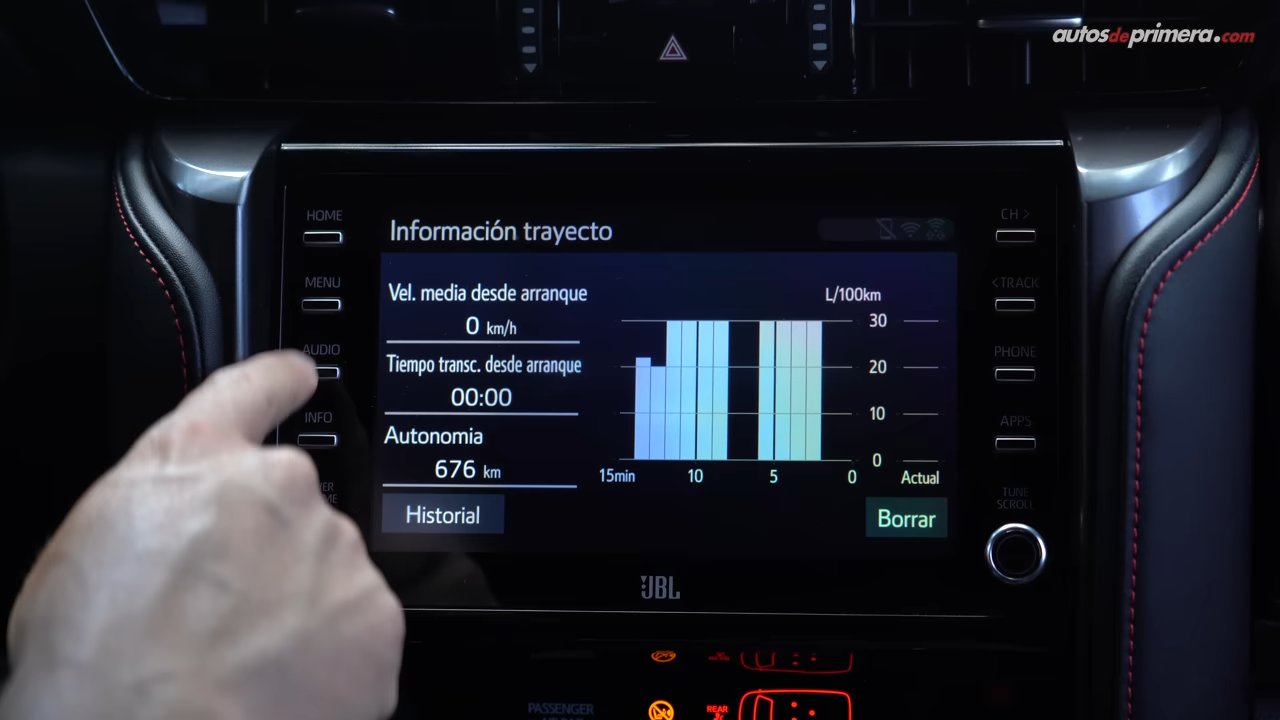 autosdeprimera.com
HOME
MENU
AUDIO
INFO
Información trayecto
Vel. media desde arranque
0 km/h
Tiempo transc. desde arranque
00:00
Autonomia
676 km
Historial
L/100km
30
20
10
0
15min 10 5 0 Actual
Borrar
CH >
<TRACK
PHONE
APPS
TUNE
SCROLL
JBL
PASSENGER
REAR